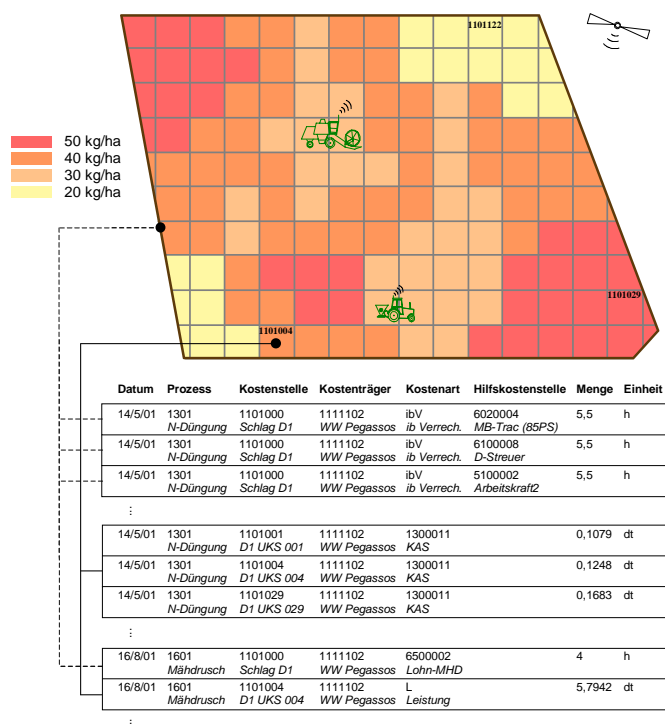 1101122
50 kg/ha
40 kg/ha
30 kg/ha
20 kg/ha
1101029
1101004
Datum Prozess Kostenstelle Kostenträger Kostenart Hilfskostenstelle Menge Einheit
14/5/01 1301 1101000 1111102 ibV 6020004 5,5 h
N-Düngung Schlag D1 WW Pegassos ib Verrech. MB-Trac (85PS)
14/5/01 1301 1101000 1111102 ibV 6100008 5,5 h
N-Düngung Schlag D1 WW Pegassos ib Verrech. D-Streuer
14/5/01 1301 1101000 1111102 ibV 5100002 5,5 h
N-Düngung Schlag D1 WW Pegassos ib Verrech. Arbeitskraft2
⋮
14/5/01 1301 1101001 1111102 1300011 0,1079 dt
N-Düngung D1 UKS 001 WW Pegassos KAS
14/5/01 1301 1101004 1111102 1300011 0,1248 dt
N-Düngung D1 UKS 004 WW Pegassos KAS
14/5/01 1301 1101029 1111102 1300011 0,1683 dt
N-Düngung D1 UKS 029 WW Pegassos KAS
⋮
16/8/01 1601 1101000 1111102 6500002 4 h
Mähdrusch Schlag D1 WW Pegassos Lohn-MHD
16/8/01 1601 1101004 1111102 L 5,7942 dt
Mähdrusch D1 UKS 004 WW Pegassos Leistung
⋮